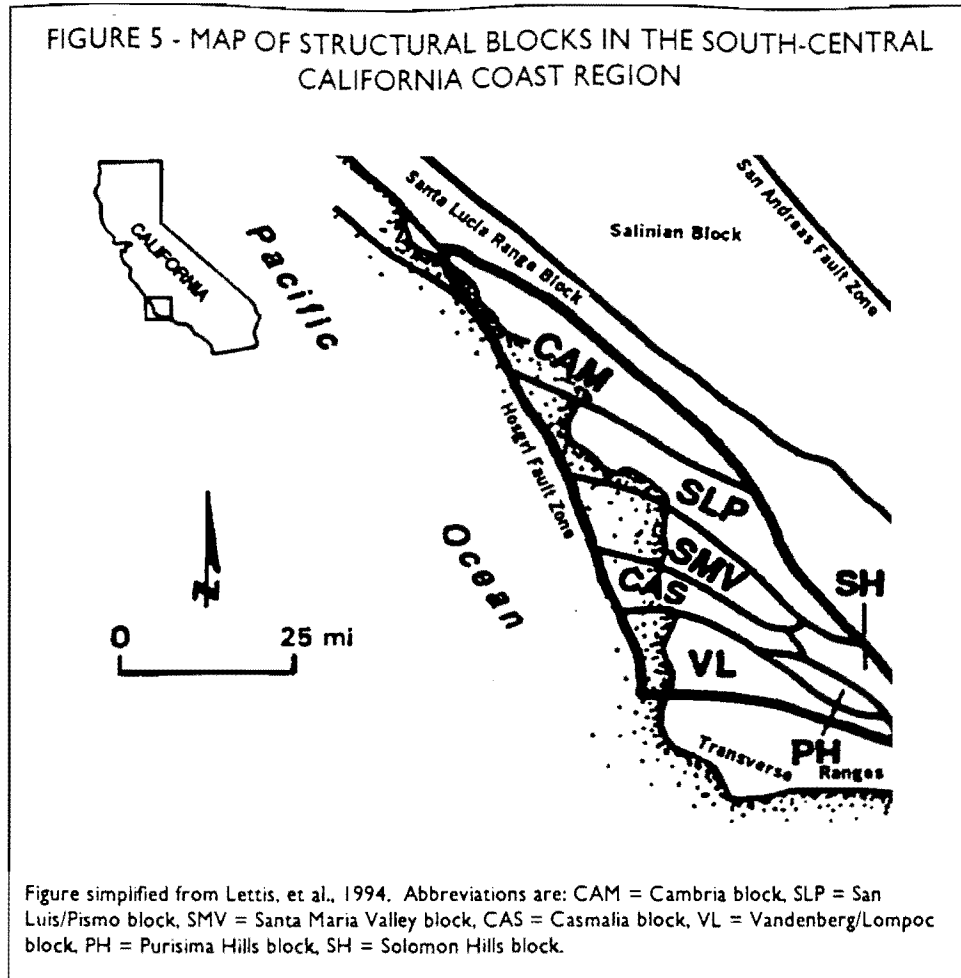 FIGURE 5 - MAP OF STRUCTURAL BLOCKS IN THE SOUTH-CENTRAL
CALIFORNIA COAST REGION
CALIFORNIA
Pacific
Ocean
Santa Lucia Range Block
Salinian Block
San Andreas Fault Zone
CAM
Hosgri Fault Zone
SLP
SMV
SH
CAS
VL
PH
Transverse Ranges
N
0 25 mi
Figure simplified from Lettis, et al., 1994. Abbreviations are: CAM = Cambria block, SLP = San
Luis/Pismo block, SMV = Santa Maria Valley block, CAS = Casmalia block, VL = Vandenberg/Lompoc
block, PH = Purisima Hills block, SH = Solomon Hills block.